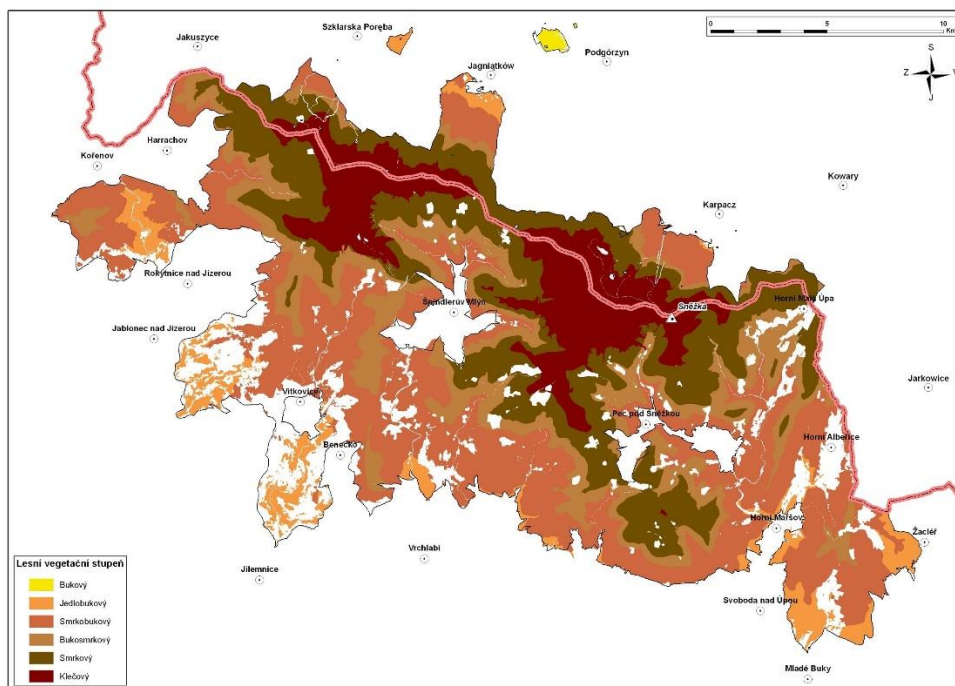 Szklarska Poręba
0 5 10
Km
Jakuszyce
Podgórzyn
S
Jagniatków
Z V
J
Harrachov
Kořenov
Kowary
Karpacz
Rokytnice nad Jizerou
Horní Malá Úpa
Sněžka
Špindlerův Mlýn
Jablonec nad Jizerou
Jarkowice
Vítkovice
Pec pod Sněžkou
Horní Albeřice
Benecko
Horní Maršov
Žacléř
Vrchlabí
Lesní vegetační stupeň
Jilemnice
Bukový
Jedlobukový
Svoboda nad Úpou
Smrkobukový
Bukosmrkový
Smrkový
Klečový
Mladé Buky